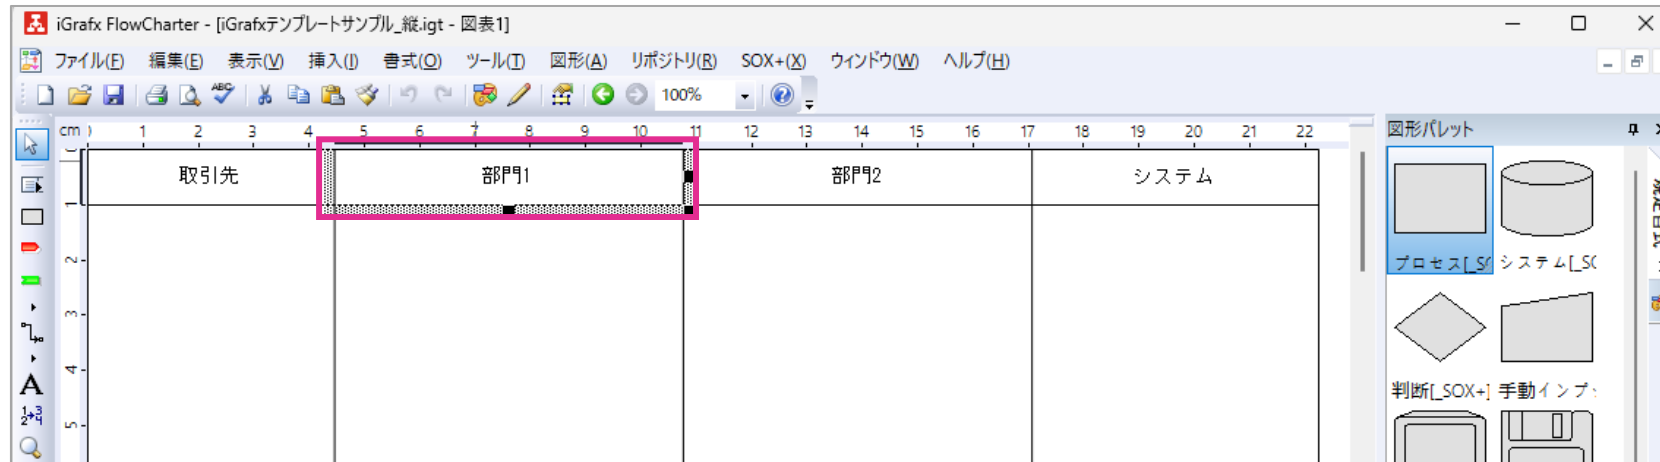 iGrafx FlowCharter - [iGrafxテンプレートサンプル_縦.igt - 図表1]
ファイル(F) 編集(E) 表示(V) 挿入(I) 書式(O) ツール(T) 図形(A) リポジトリ(R) SOX+(X) ウィンドウ(W) ヘルプ(H)
ABC 100%
cm 0 1 2 3 4 5 6 7 8 9 10 11 12 13 14 15 16 17 18 19 20 21 22
図形パレット
取引先 部門1 部門2 システム
1
2
3
4
5
プロセス[_S システム[_S
判断[_SOX+] 手動インプッ
A